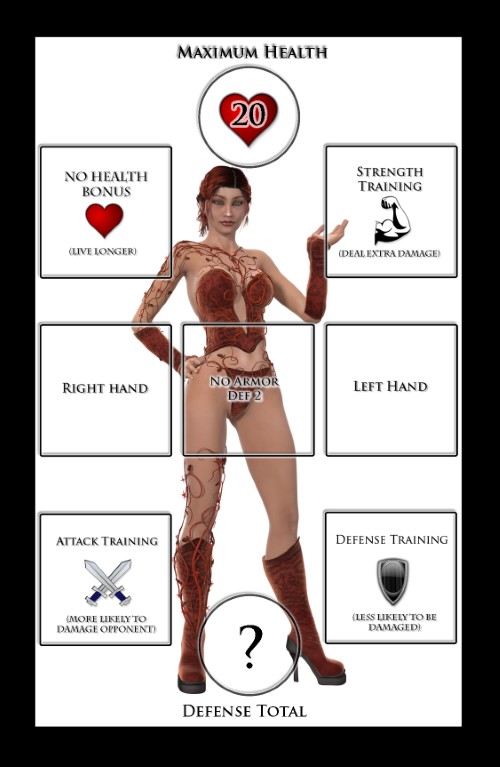 Maximum Health
20
No Health
Bonus
(Live Longer)
Strength
Training
(Deal Extra Damage)
Right Hand
No Armor
Def 2
Left Hand
Attack Training
(More Likely to
Damage Opponent)
Defense Training
(Less Likely to be
Damaged)
?
Defense Total